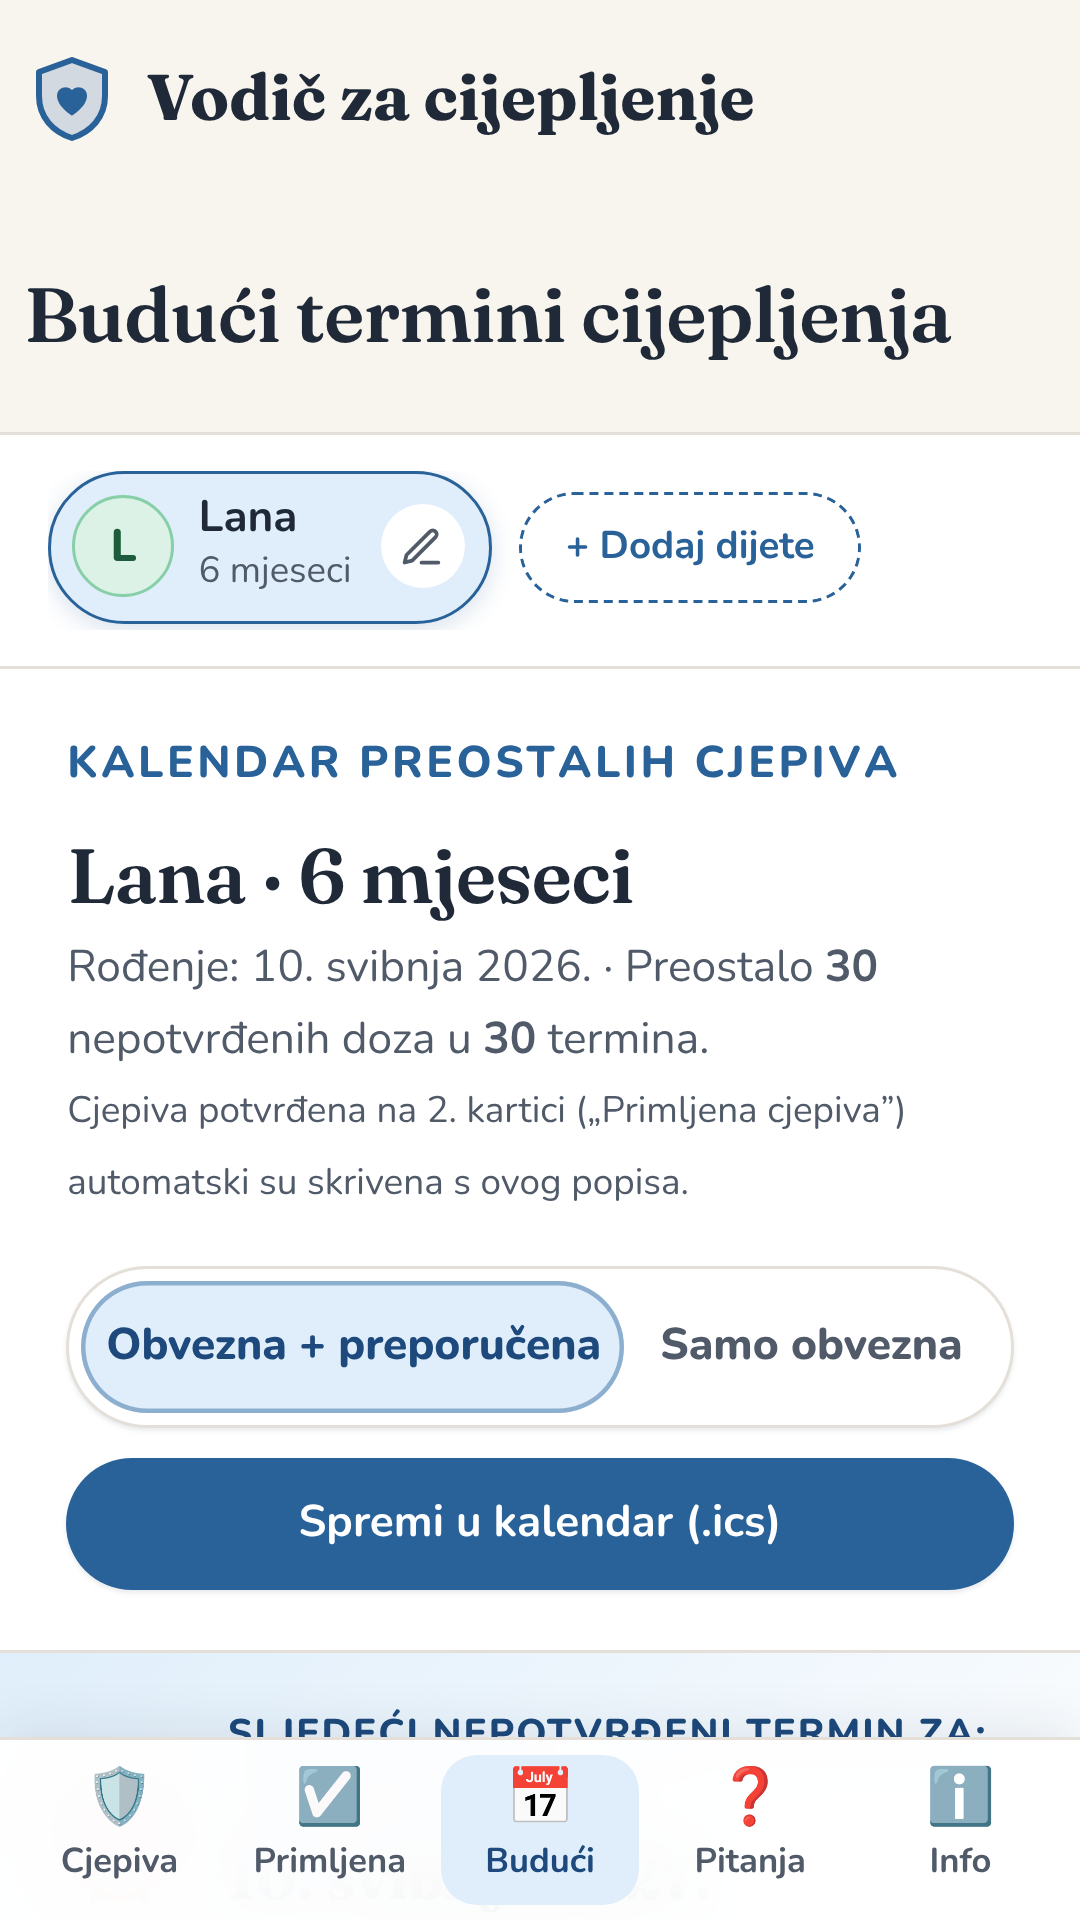 Vodič za cijepljenje
Budući termini cijepljenja
L
Lana
6 mjeseci
+ Dodaj dijete
KALENDAR PREOSTALIH CJEPIVA
Lana · 6 mjeseci
Rođenje: 10. svibnja 2026. · Preostalo 30
nepotvrđenih doza u 30 termina.
Cjepiva potvrđena na 2. kartici („Primljena cjepiva”)
automatski su skrivena s ovog popisa.
Obvezna + preporučena
Samo obvezna
Spremi u kalendar (.ics)
SLJEDEĆI NEPOTVRĐENI TERMIN ZA:
July
17
Cjepiva
Primljena
Budući
Pitanja
Info